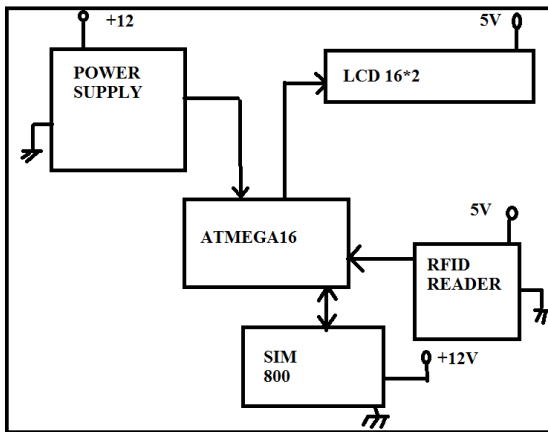 +12
5V
POWER
SUPPLY
LCD 16*2
ATMEGA16
5V
RFID
READER
SIM
800
+12V